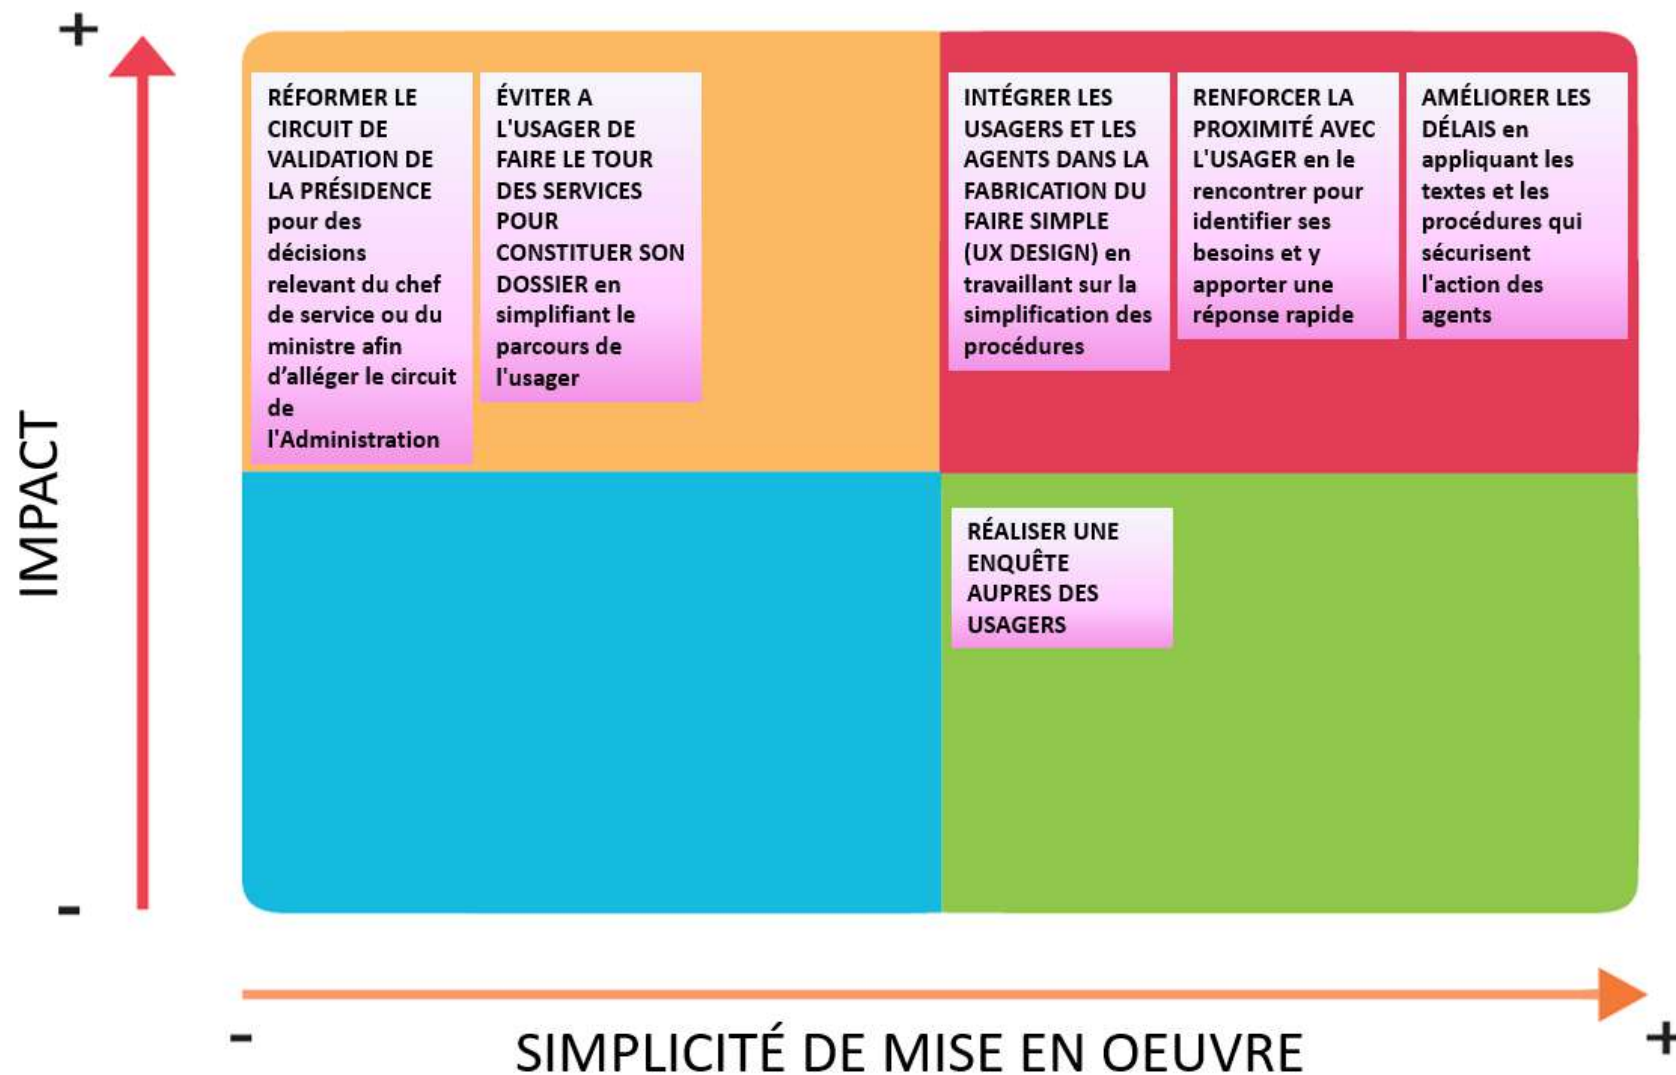 +
RÉFORMER LE
CIRCUIT DE
VALIDATION DE
LA PRÉSIDENCE
pour des
décisions
relevant du chef
de service ou du
ministre afin
d’alléger le circuit
de
l'Administration
ÉVITER A
L'USAGER DE
FAIRE LE TOUR
DES SERVICES
POUR
CONSTITUER SON
DOSSIER en
simplifiant le
parcours de
l'usager
INTÉGRER LES
USAGERS ET LES
AGENTS DANS LA
FABRICATION DU
FAIRE SIMPLE
(UX DESIGN) en
travaillant sur la
simplification des
procédures
RENFORCER LA
PROXIMITÉ AVEC
L'USAGER en le
rencontrer pour
identifier ses
besoins et y
apporter une
réponse rapide
AMÉLIORER LES
DÉLAIS en
appliquant les
textes et les
procédures qui
sécurisent
l'action des
agents
IMPACT
RÉALISER UNE
ENQUÊTE
AUPRES DES
USAGERS
-
-
SIMPLICITÉ DE MISE EN OEUVRE
+